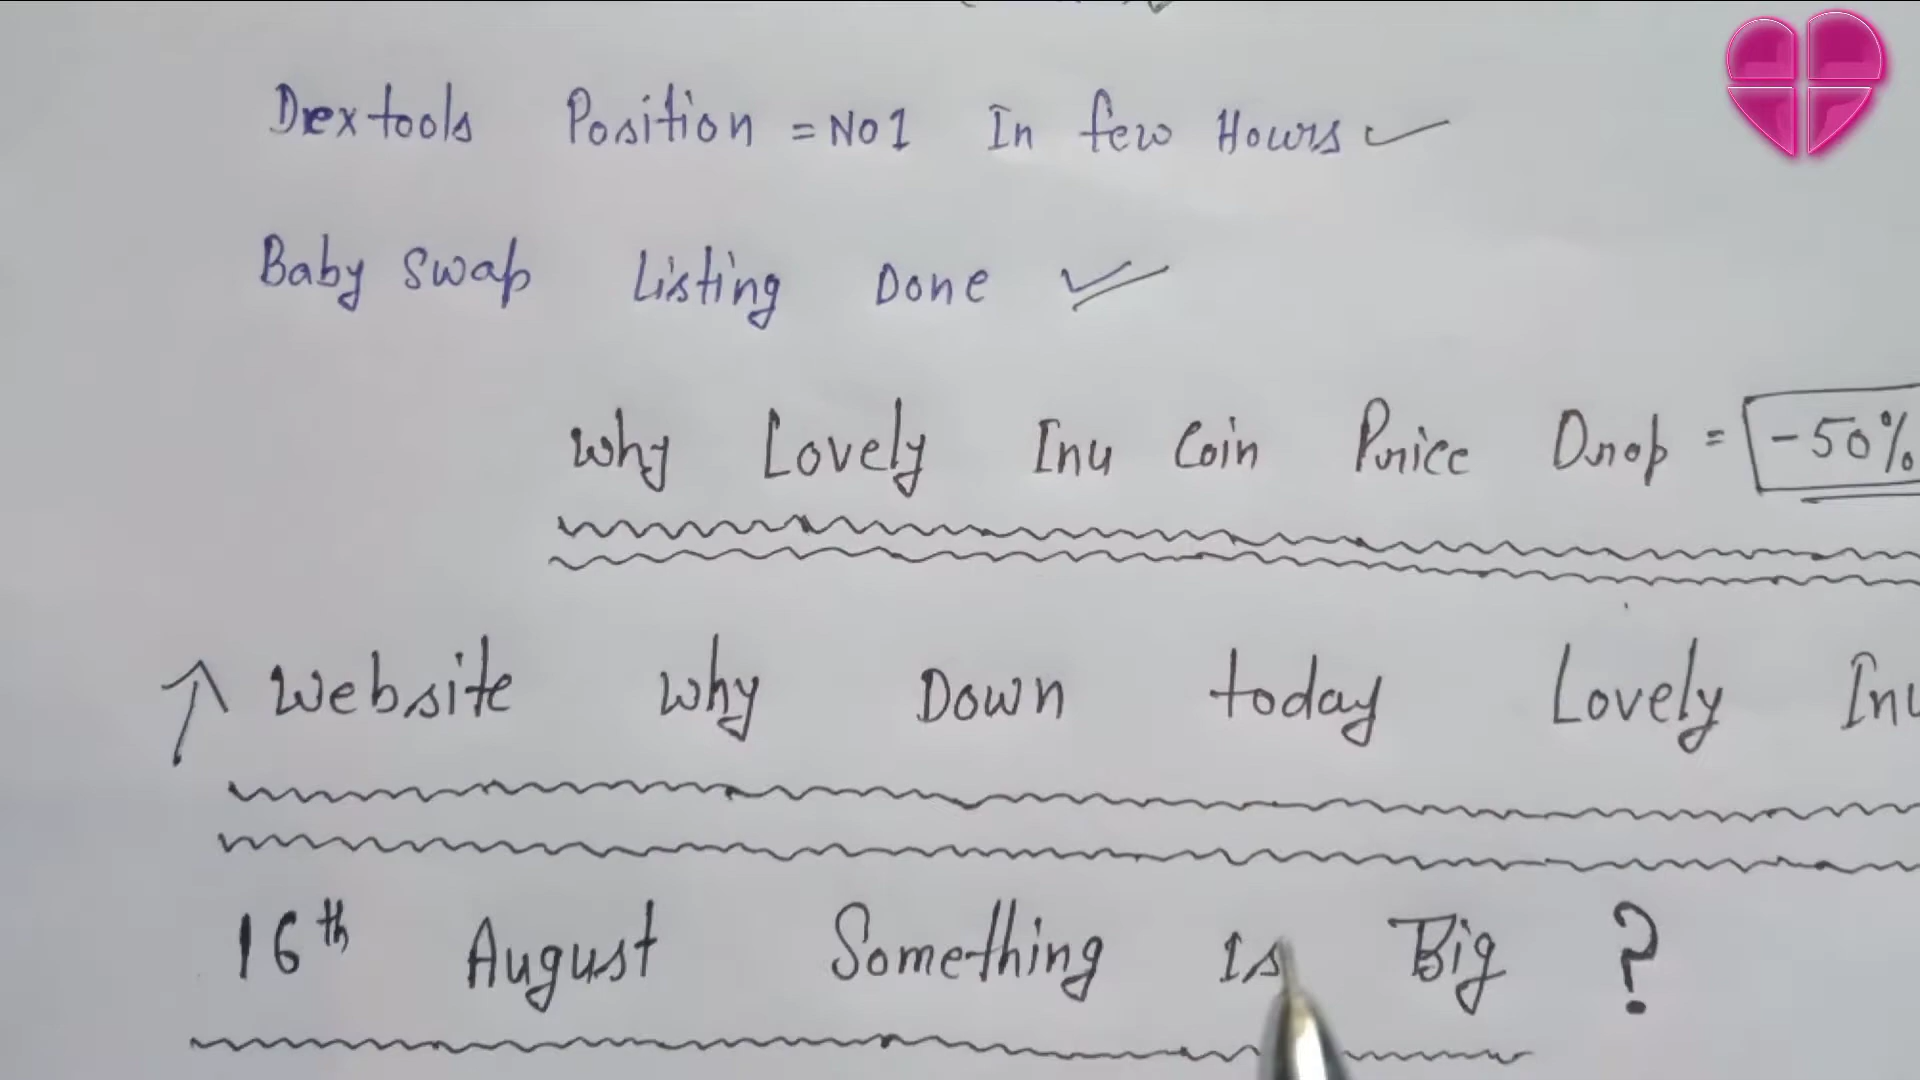 Dextools Position = No1 In few Hours
Baby Swap Listing Done
Why Lovely Inu Coin Price Drop = -50%
Website Why Down today Lovely Inu
16th August Something Is Big ?